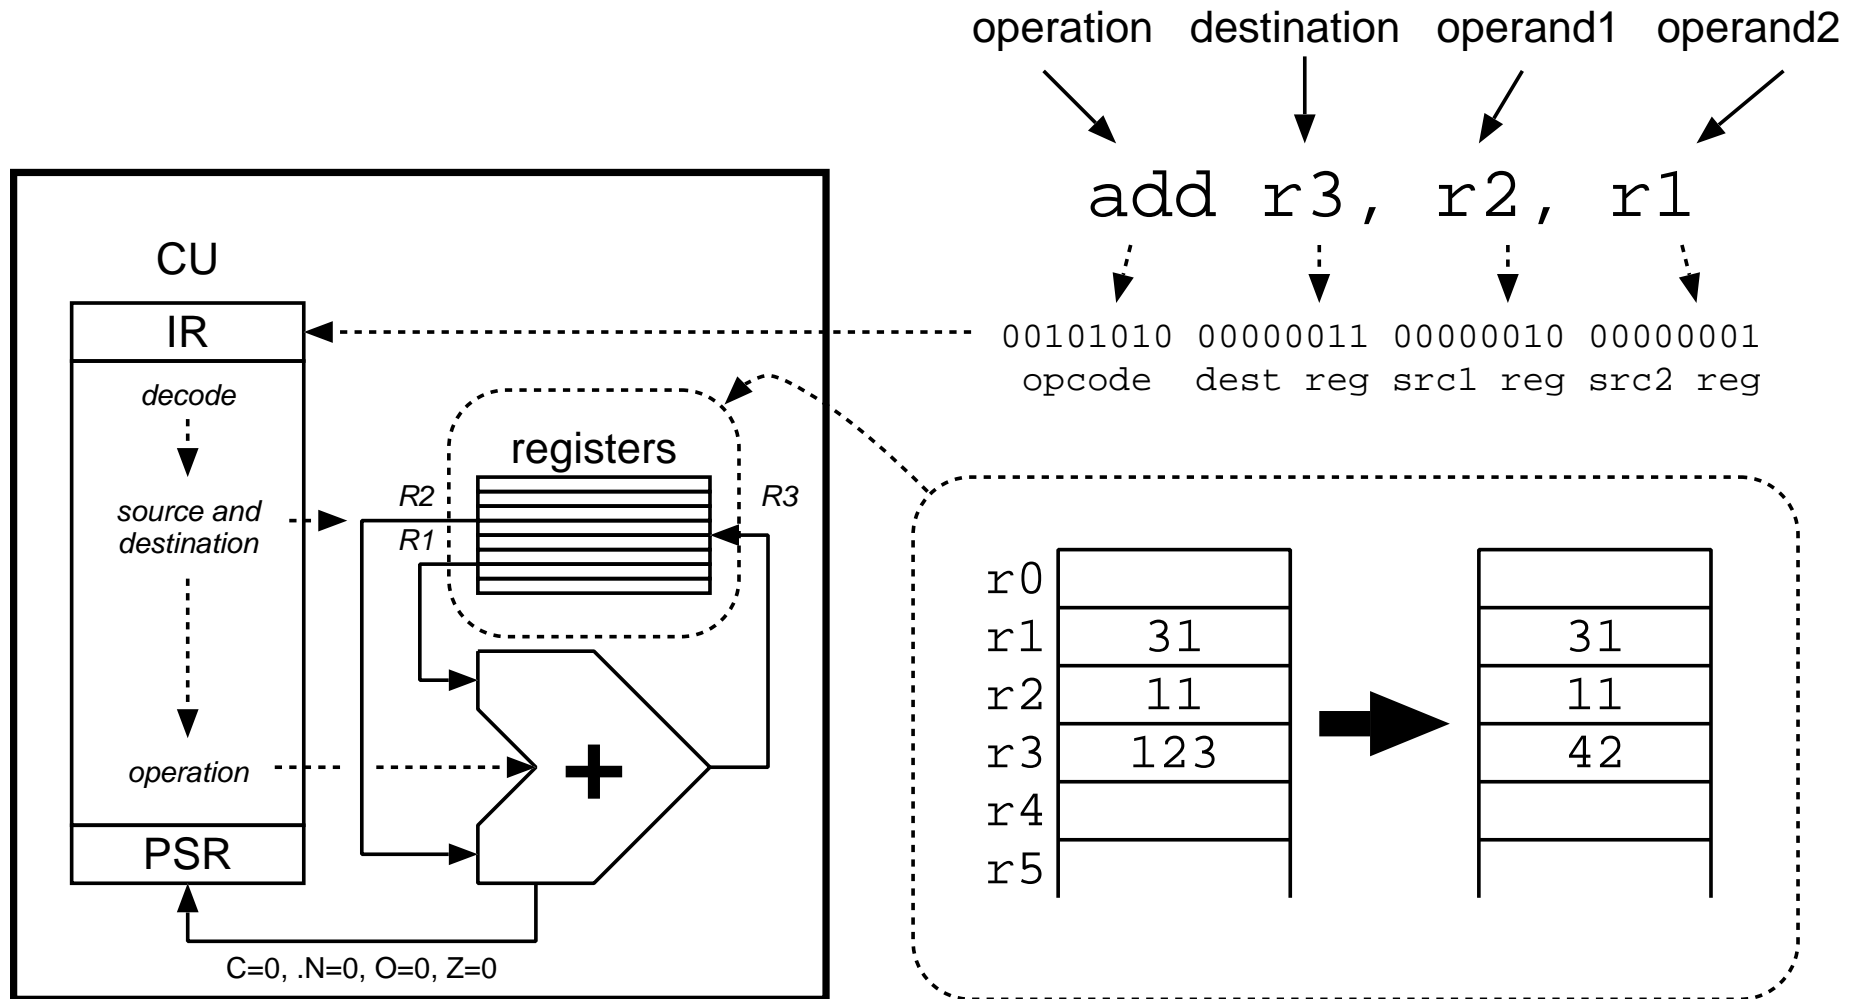 operation destination operand1 operand2
add r3, r2, r1
00101010 00000011 00000010 00000001
opcode dest reg src1 reg src2 reg
CU
IR
decode
source and
destination
operation
PSR
registers
R2
R1
R3
+
C=0, .N=0, O=0, Z=0
r0
r1 31 31
r2 11 11
r3 123 42
r4
r5